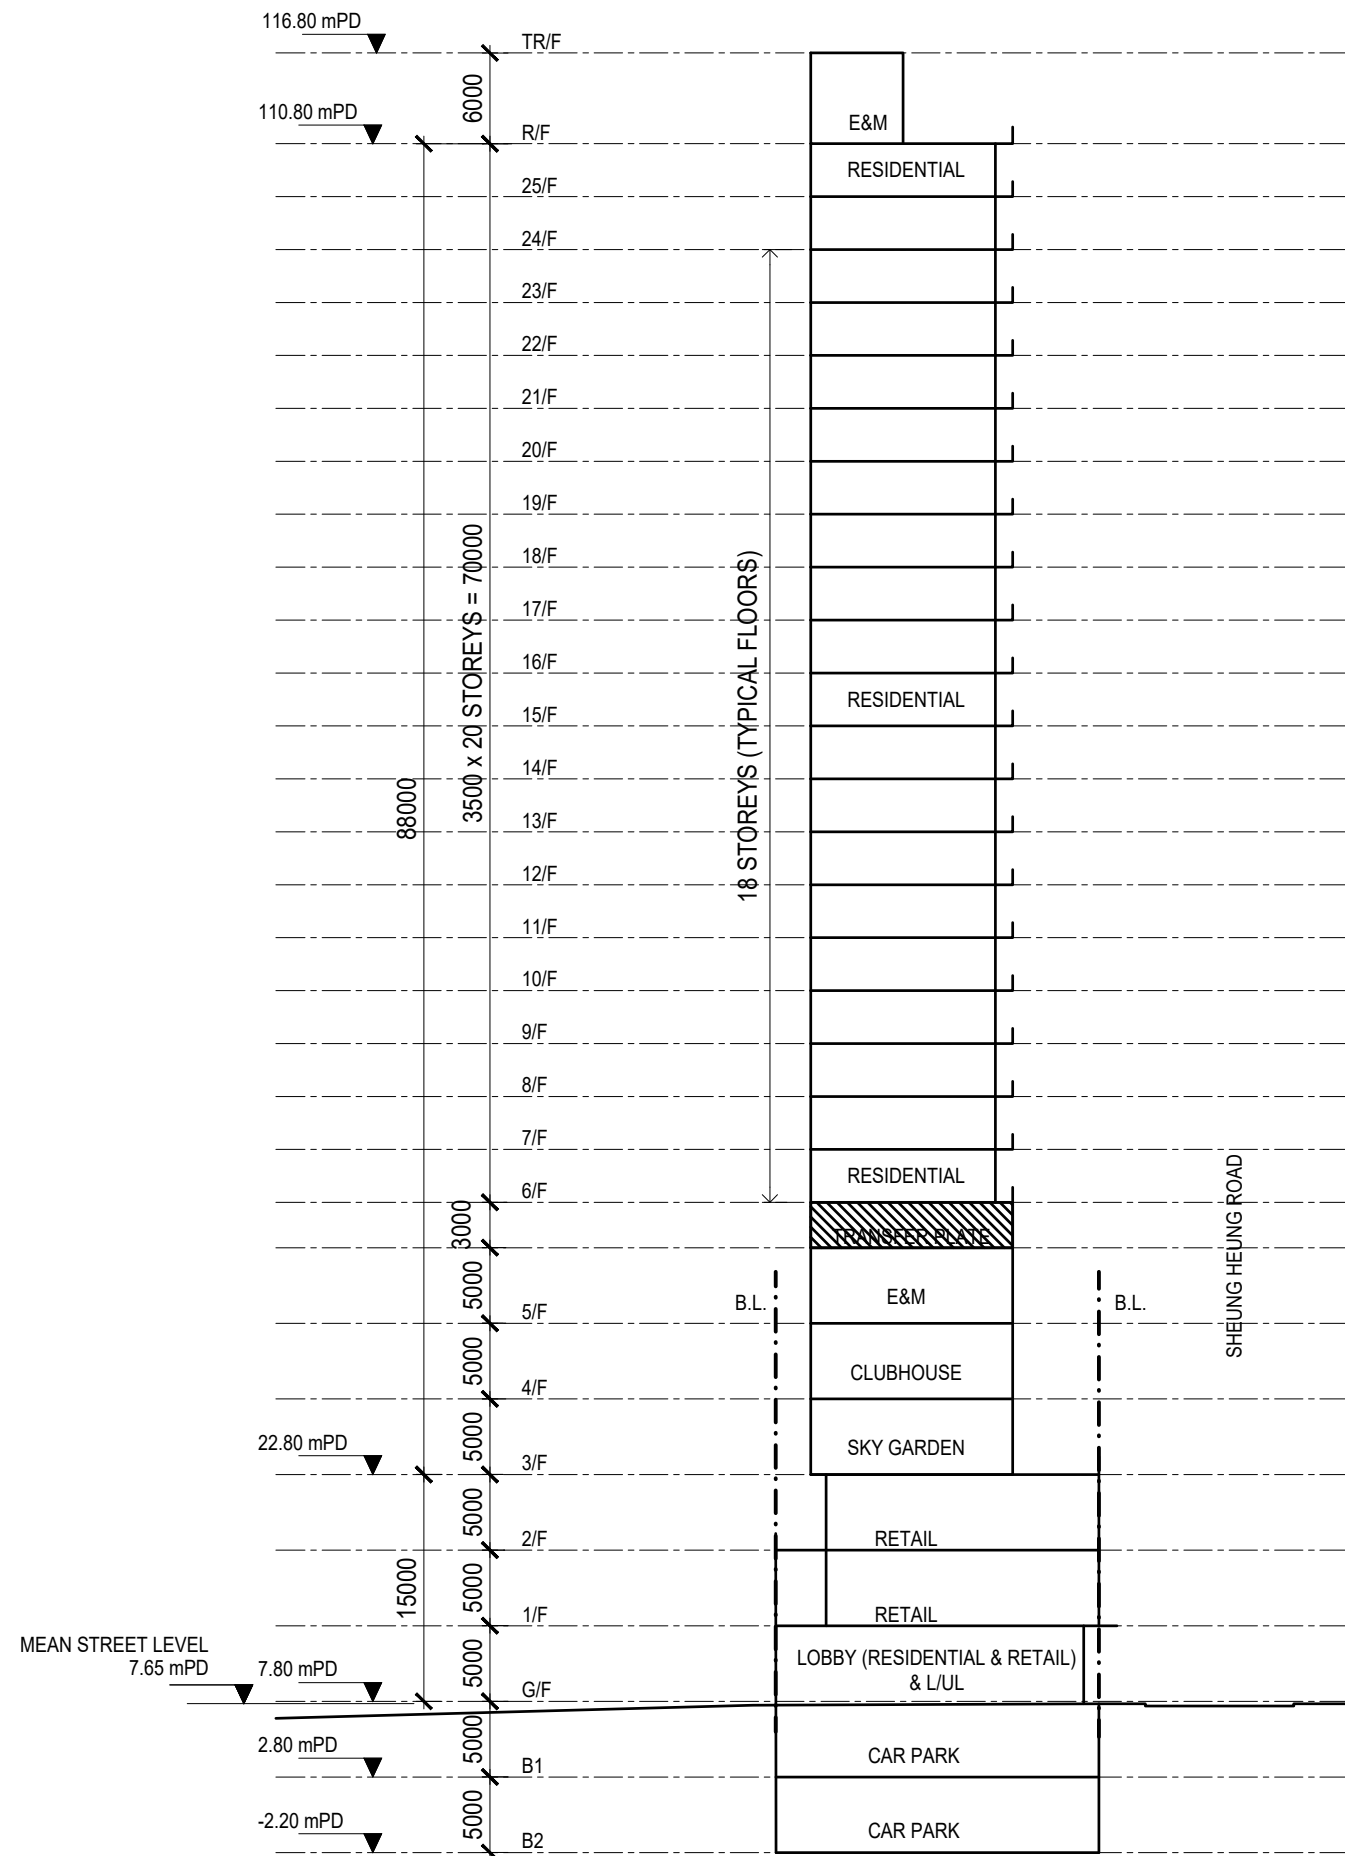 116.80 mPD
TR/F
6000
110.80 mPD
R/F
E&M
RESIDENTIAL
25/F
24/F
23/F
22/F
21/F
20/F
19/F
18/F
17/F
16/F
RESIDENTIAL
15/F
14/F
13/F
12/F
11/F
10/F
9/F
8/F
7/F
RESIDENTIAL
6/F
88000
3500 x 20 STOREYS = 70000
18 STOREYS (TYPICAL FLOORS)
3000
TRANSFER PLATE
5000
E&M
B.L.
B.L.
SHEUNG HEUNG ROAD
5/F
5000
CLUBHOUSE
4/F
5000
SKY GARDEN
22.80 mPD
3/F
5000
RETAIL
2/F
15000
5000
RETAIL
1/F
MEAN STREET LEVEL
7.65 mPD
7.80 mPD
5000
LOBBY (RESIDENTIAL & RETAIL)
& L/UL
G/F
2.80 mPD
5000
CAR PARK
B1
-2.20 mPD
5000
CAR PARK
B2